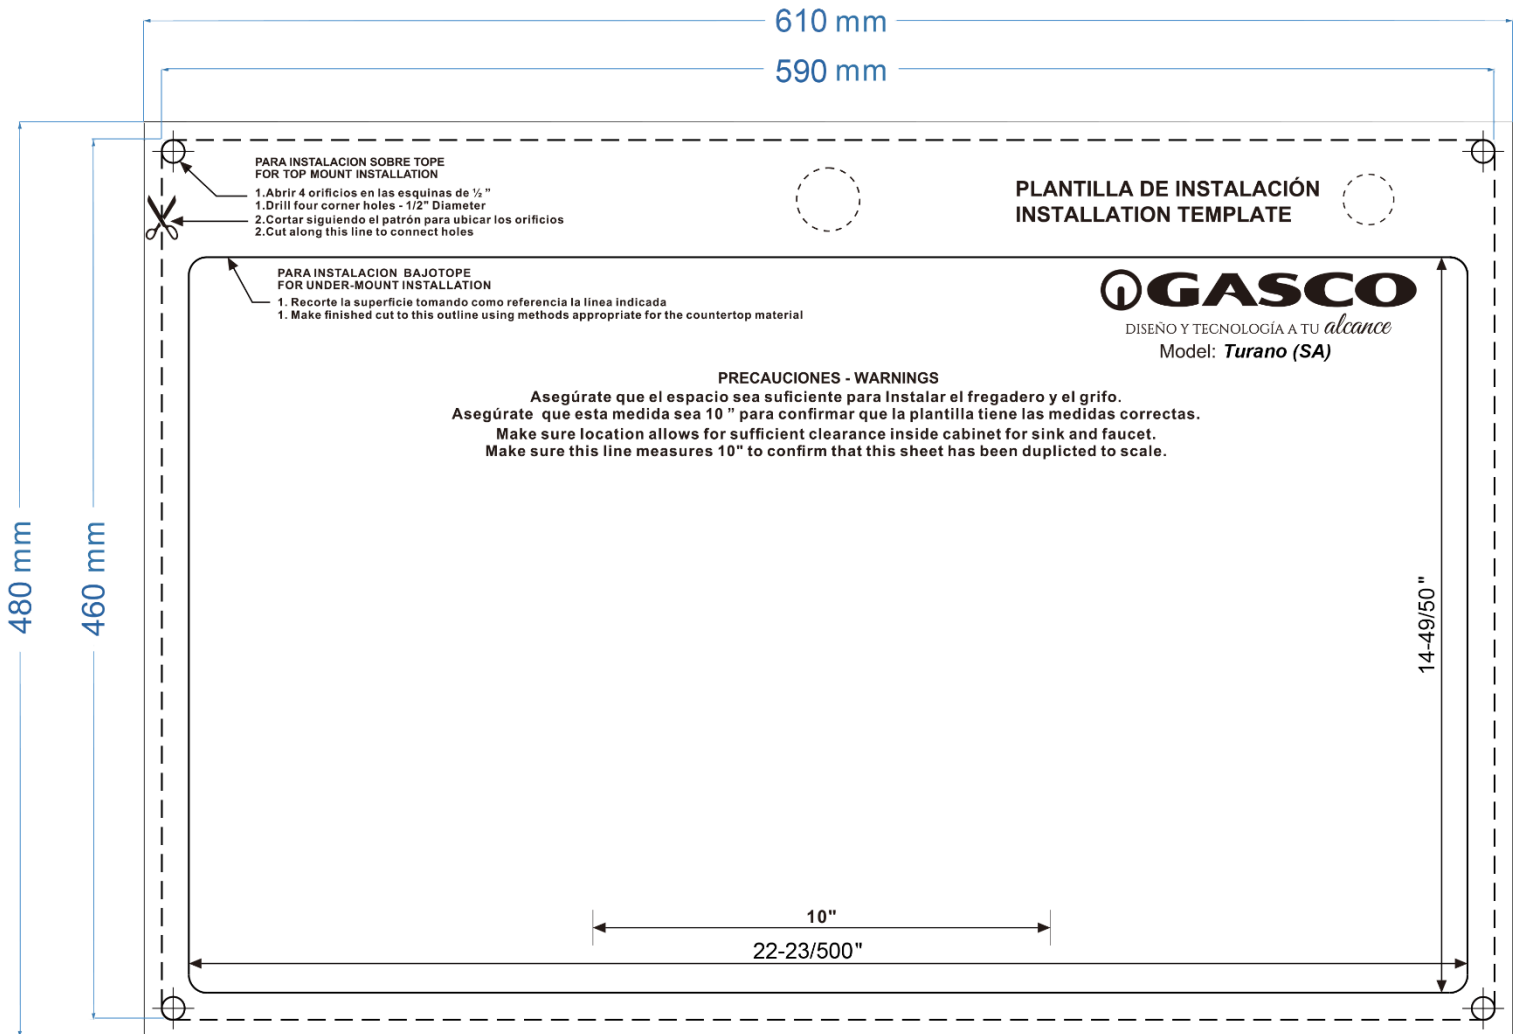 610 mm
590 mm
PARA INSTALACION SOBRE TOPE
FOR TOP MOUNT INSTALLATION
1.Abrir 4 orificios en las esquinas de ½ ”
1.Drill four corner holes - 1/2" Diameter
2.Cortar siguiendo el patrón para ubicar los orificios
2.Cut along this line to connect holes
PLANTILLA DE INSTALACIÓN
INSTALLATION TEMPLATE
PARA INSTALACION BAJOTOPE
FOR UNDER-MOUNT INSTALLATION
1. Recorte la superficie tomando como referencia la linea indicada
1. Make finished cut to this outline using methods appropriate for the countertop material
GASCO
DISEÑO Y TECNOLOGÍA A TU alcance
Model: Turano (SA)
PRECAUCIONES - WARNINGS
Asegúrate que el espacio sea suficiente para Instalar el fregadero y el grifo.
Asegúrate que esta medida sea 10 ” para confirmar que la plantilla tiene las medidas correctas.
Make sure location allows for sufficient clearance inside cabinet for sink and faucet.
Make sure this line measures 10" to confirm that this sheet has been duplicted to scale.
480 mm
460 mm
14-49/50"
10"
22-23/500"